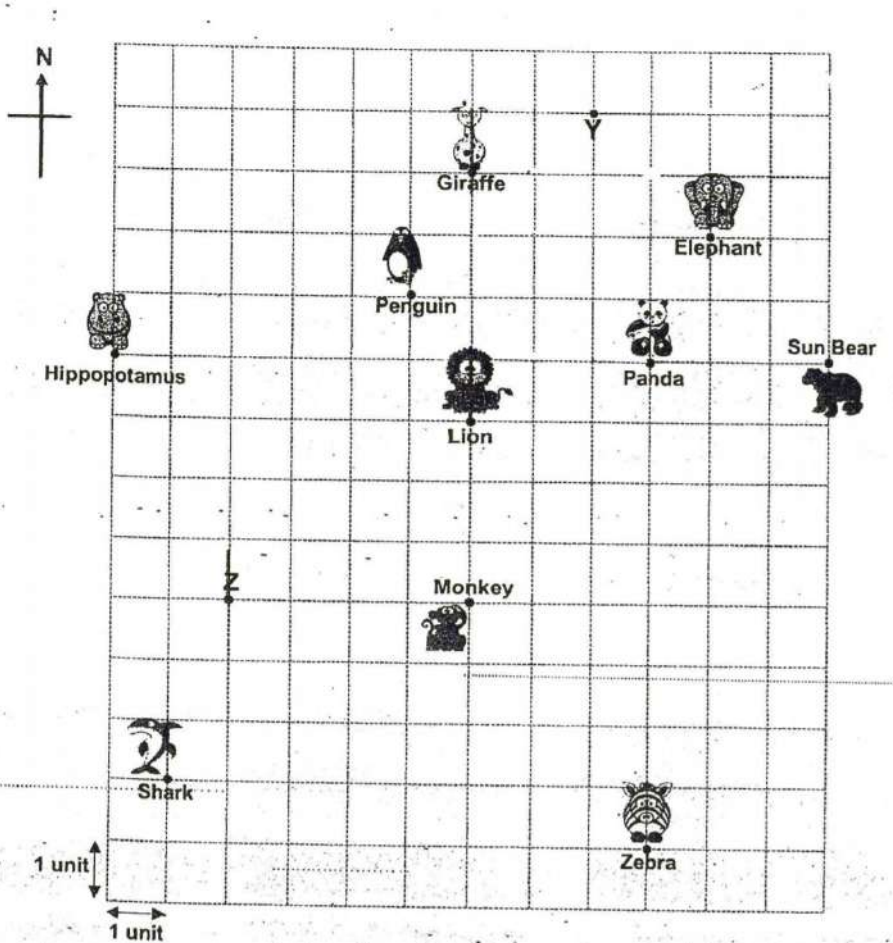 N
Y
Giraffe
Elephant
Penguin
Sun Bear
Hippopotamus
Panda
Lion
Z
Monkey
Shark
1 unit
Zebra
1 unit